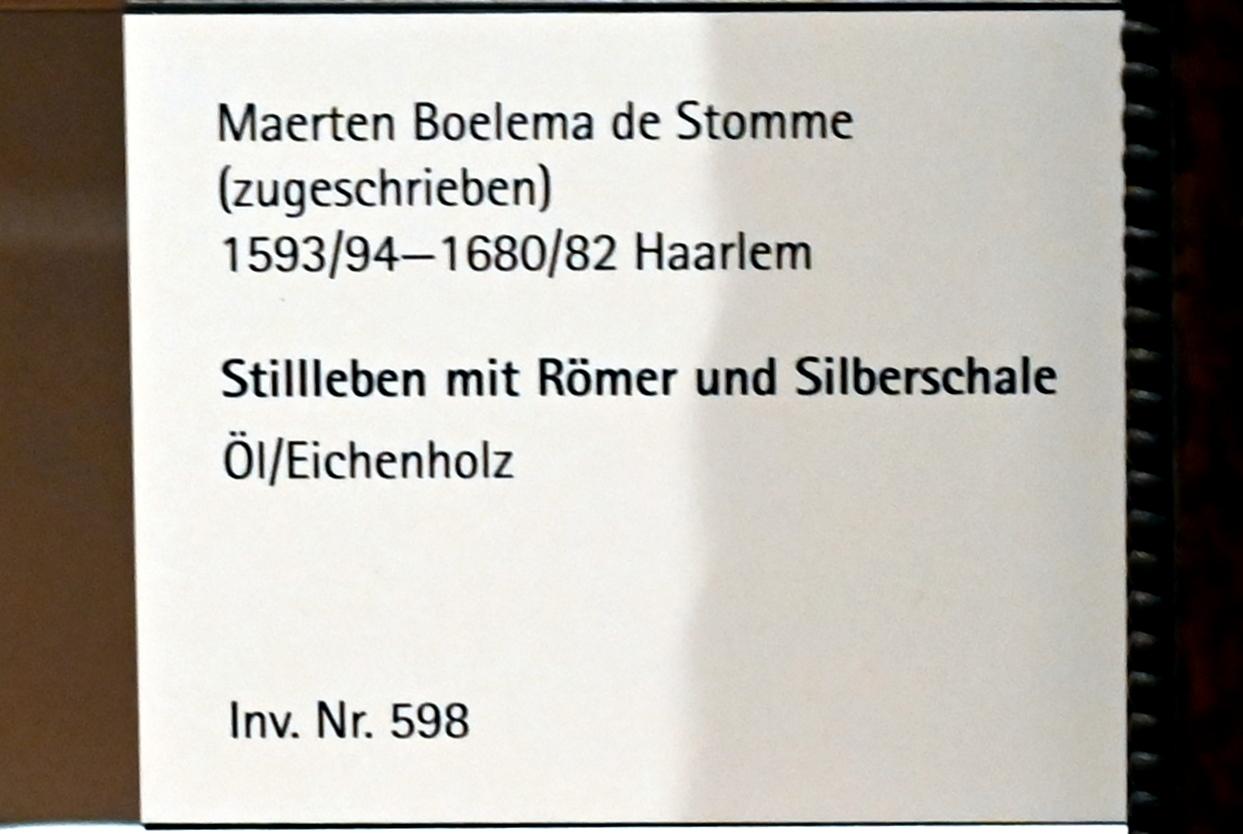 Maerten Boelema de Stomme
(zugeschrieben)
1593/94–1680/82 Haarlem
Stillleben mit Römer und Silberschale
Öl/Eichenholz
Inv. Nr. 598